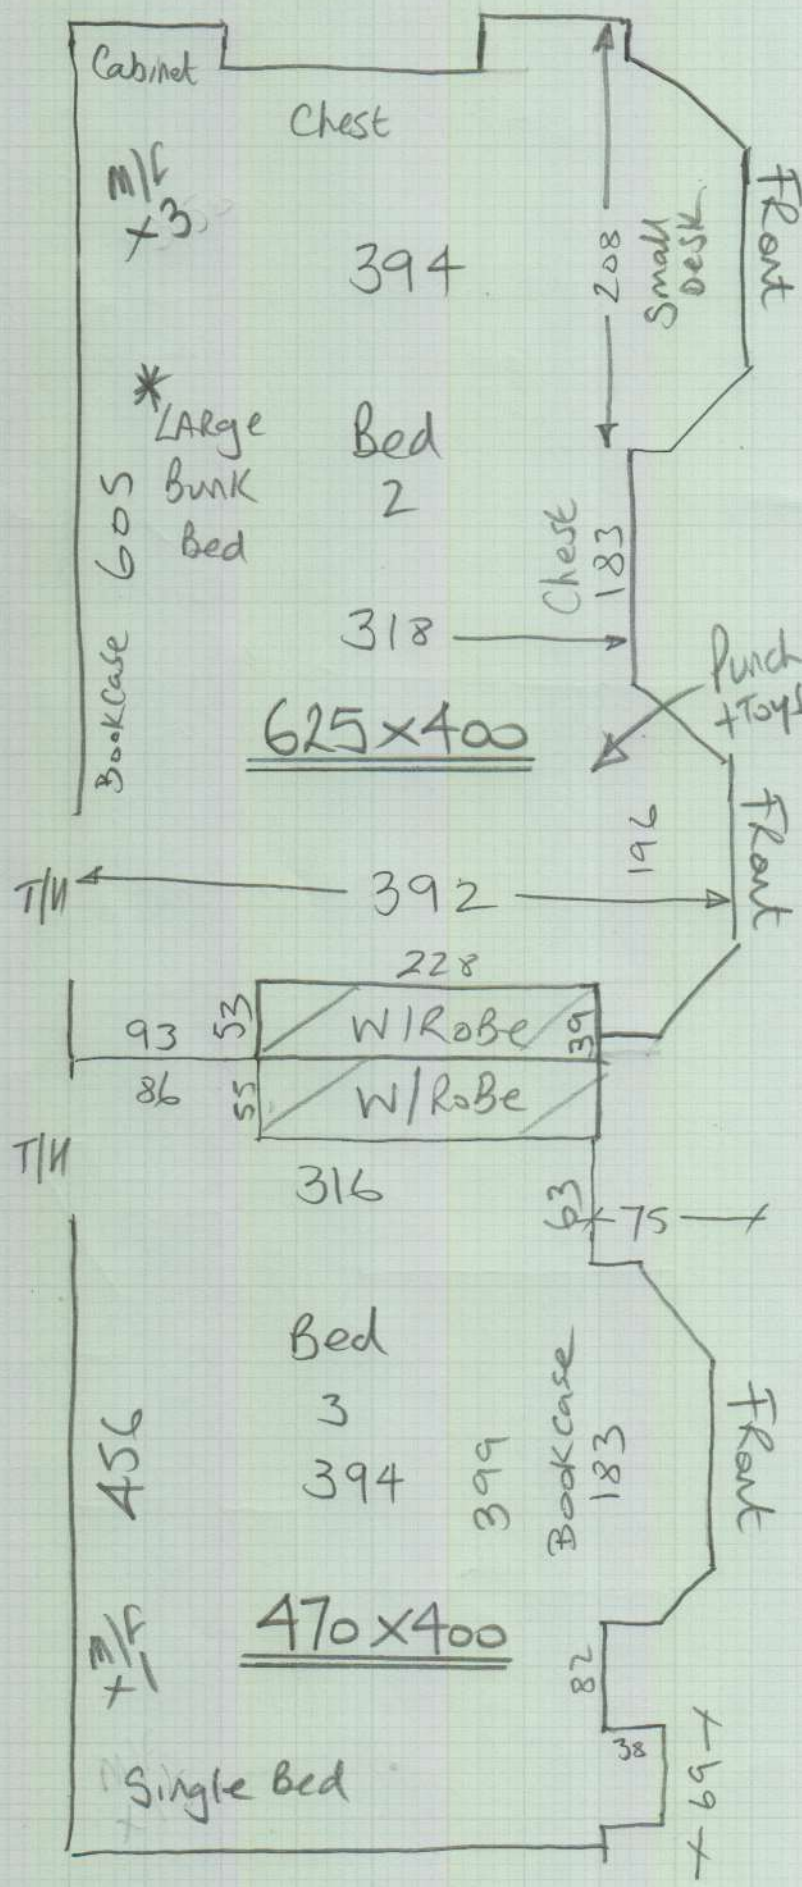 Cabinet
Chest
M/F
x3
394
208
Small
Desk
FRont
*
LARge
Bunk
Bed
Bed
2
605
BookCase
Chest
183
318
Punch
+Toys
625x400
196
FRont
T/H
392
228
93
53
W/RoBe
39
86
55
W/RoBe
T/H
316
63
75
Bed
3
394
456
399
Bookcase
183
FRont
M/F
x1
470x400
82
38
69
Single Bed